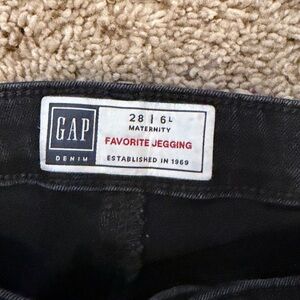 GAP
DENIM
28 | 6L
MATERNITY
FAVORITE JEGGING
ESTABLISHED IN 1969